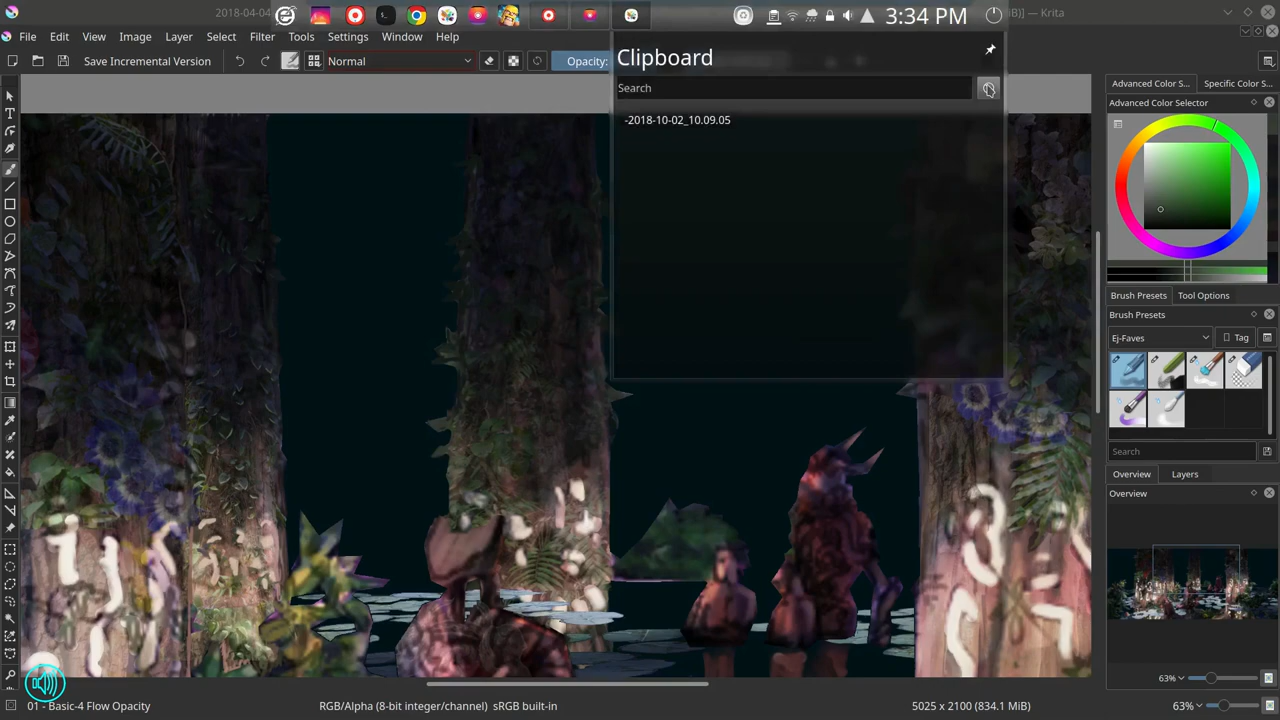 2018-04-04
3:34 PM
)] — Krita
File Edit View Image Layer Select Filter Tools Settings Window Help
Save Incremental Version Normal Opacity:
Clipboard
Search
-2018-10-02_10.09.05
Advanced Color S... Specific Color S...
Advanced Color Selector
Brush Presets Tool Options
Brush Presets
Ej-Faves Tag
Search
Overview Layers
Overview
63%
01 - Basic-4 Flow Opacity RGB/Alpha (8-bit integer/channel) sRGB built-in 5025 x 2100 (834.1 MiB) 63%